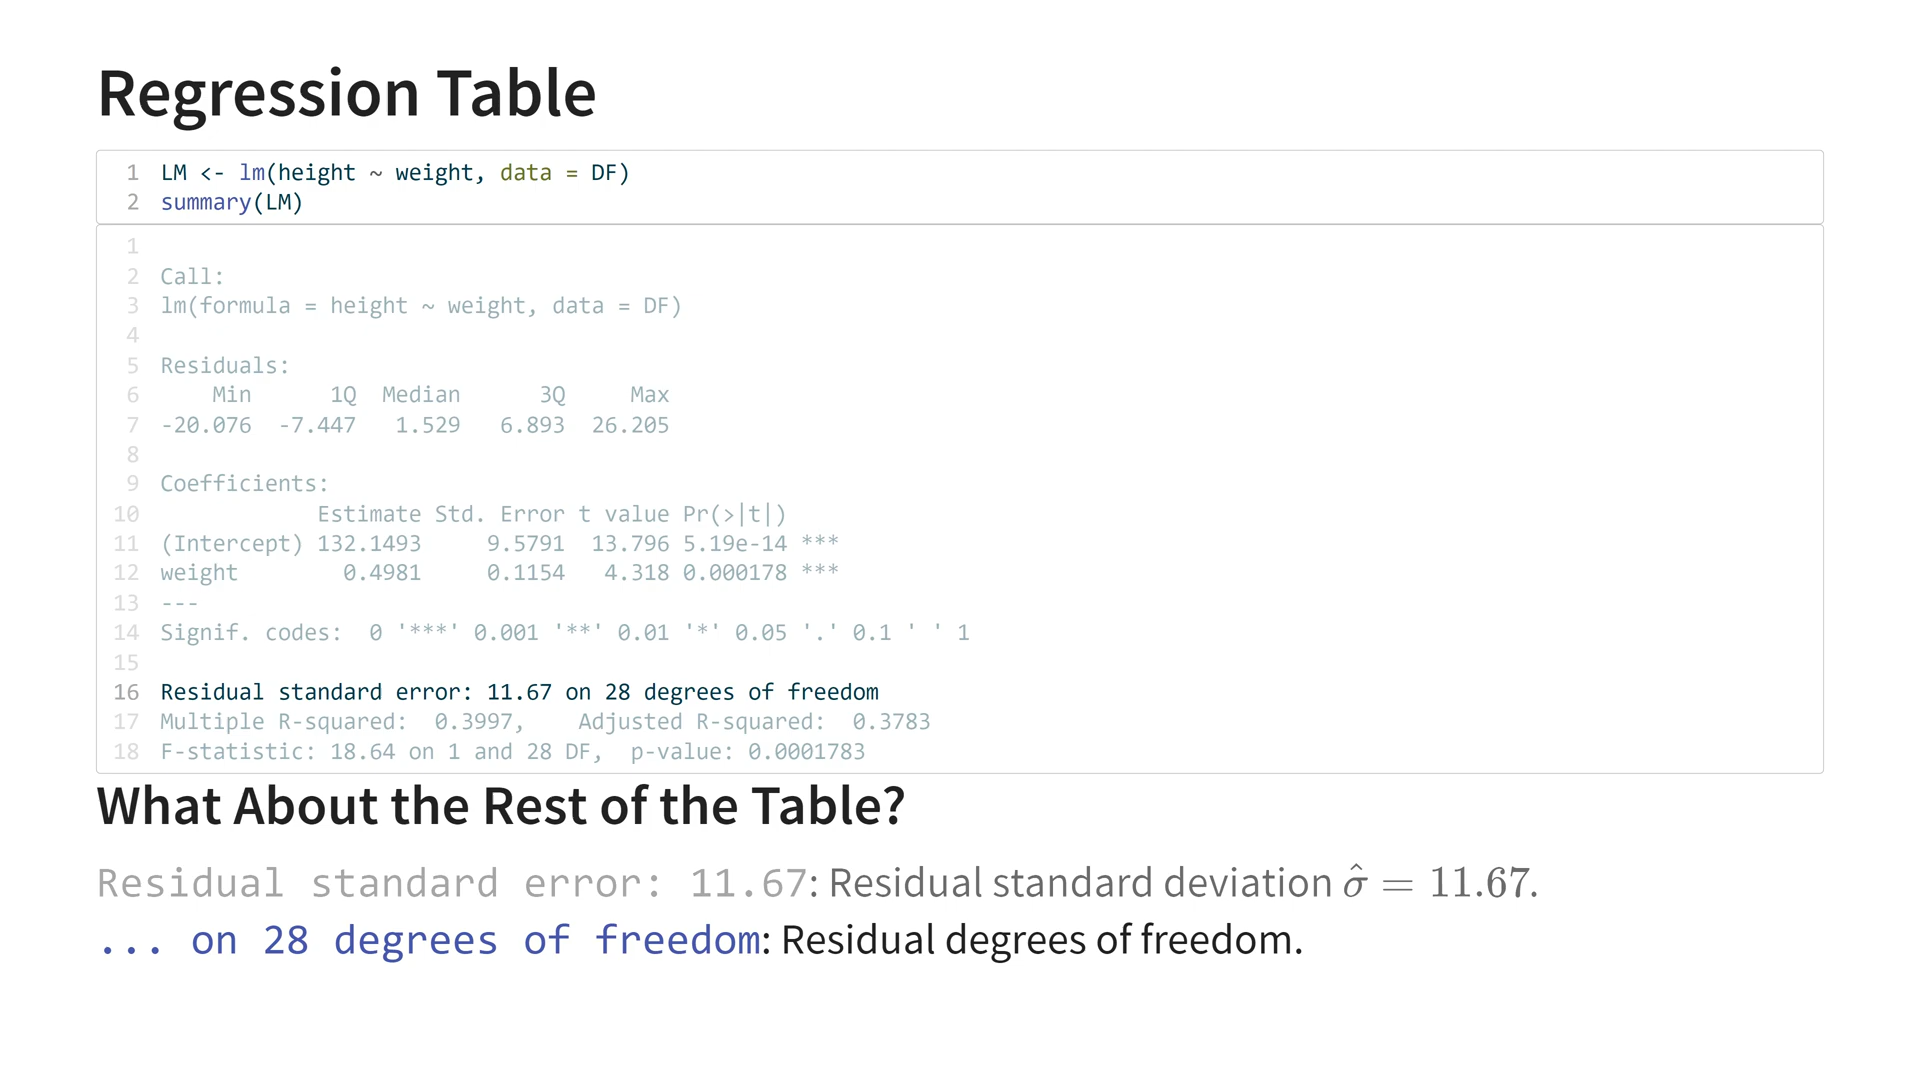 Regression Table
1 LM <- lm(height ~ weight, data = DF)
2 summary(LM)
1
2 Call:
3 lm(formula = height ~ weight, data = DF)
4
5 Residuals:
6     Min      1Q  Median      3Q     Max
7 -20.076  -7.447   1.529   6.893  26.205
8
9 Coefficients:
10             Estimate Std. Error t value Pr(>|t|)
11 (Intercept) 132.1493     9.5791  13.796 5.19e-14 ***
12 weight        0.4981     0.1154   4.318 0.000178 ***
13 ---
14 Signif. codes:  0 '***' 0.001 '**' 0.01 '*' 0.05 '.' 0.1 ' ' 1
15
16 Residual standard error: 11.67 on 28 degrees of freedom
17 Multiple R-squared:  0.3997,    Adjusted R-squared:  0.3783
18 F-statistic: 18.64 on 1 and 28 DF,  p-value: 0.0001783
What About the Rest of the Table?
Residual standard error: 11.67: Residual standard deviation σ̂ = 11.67.
... on 28 degrees of freedom: Residual degrees of freedom.